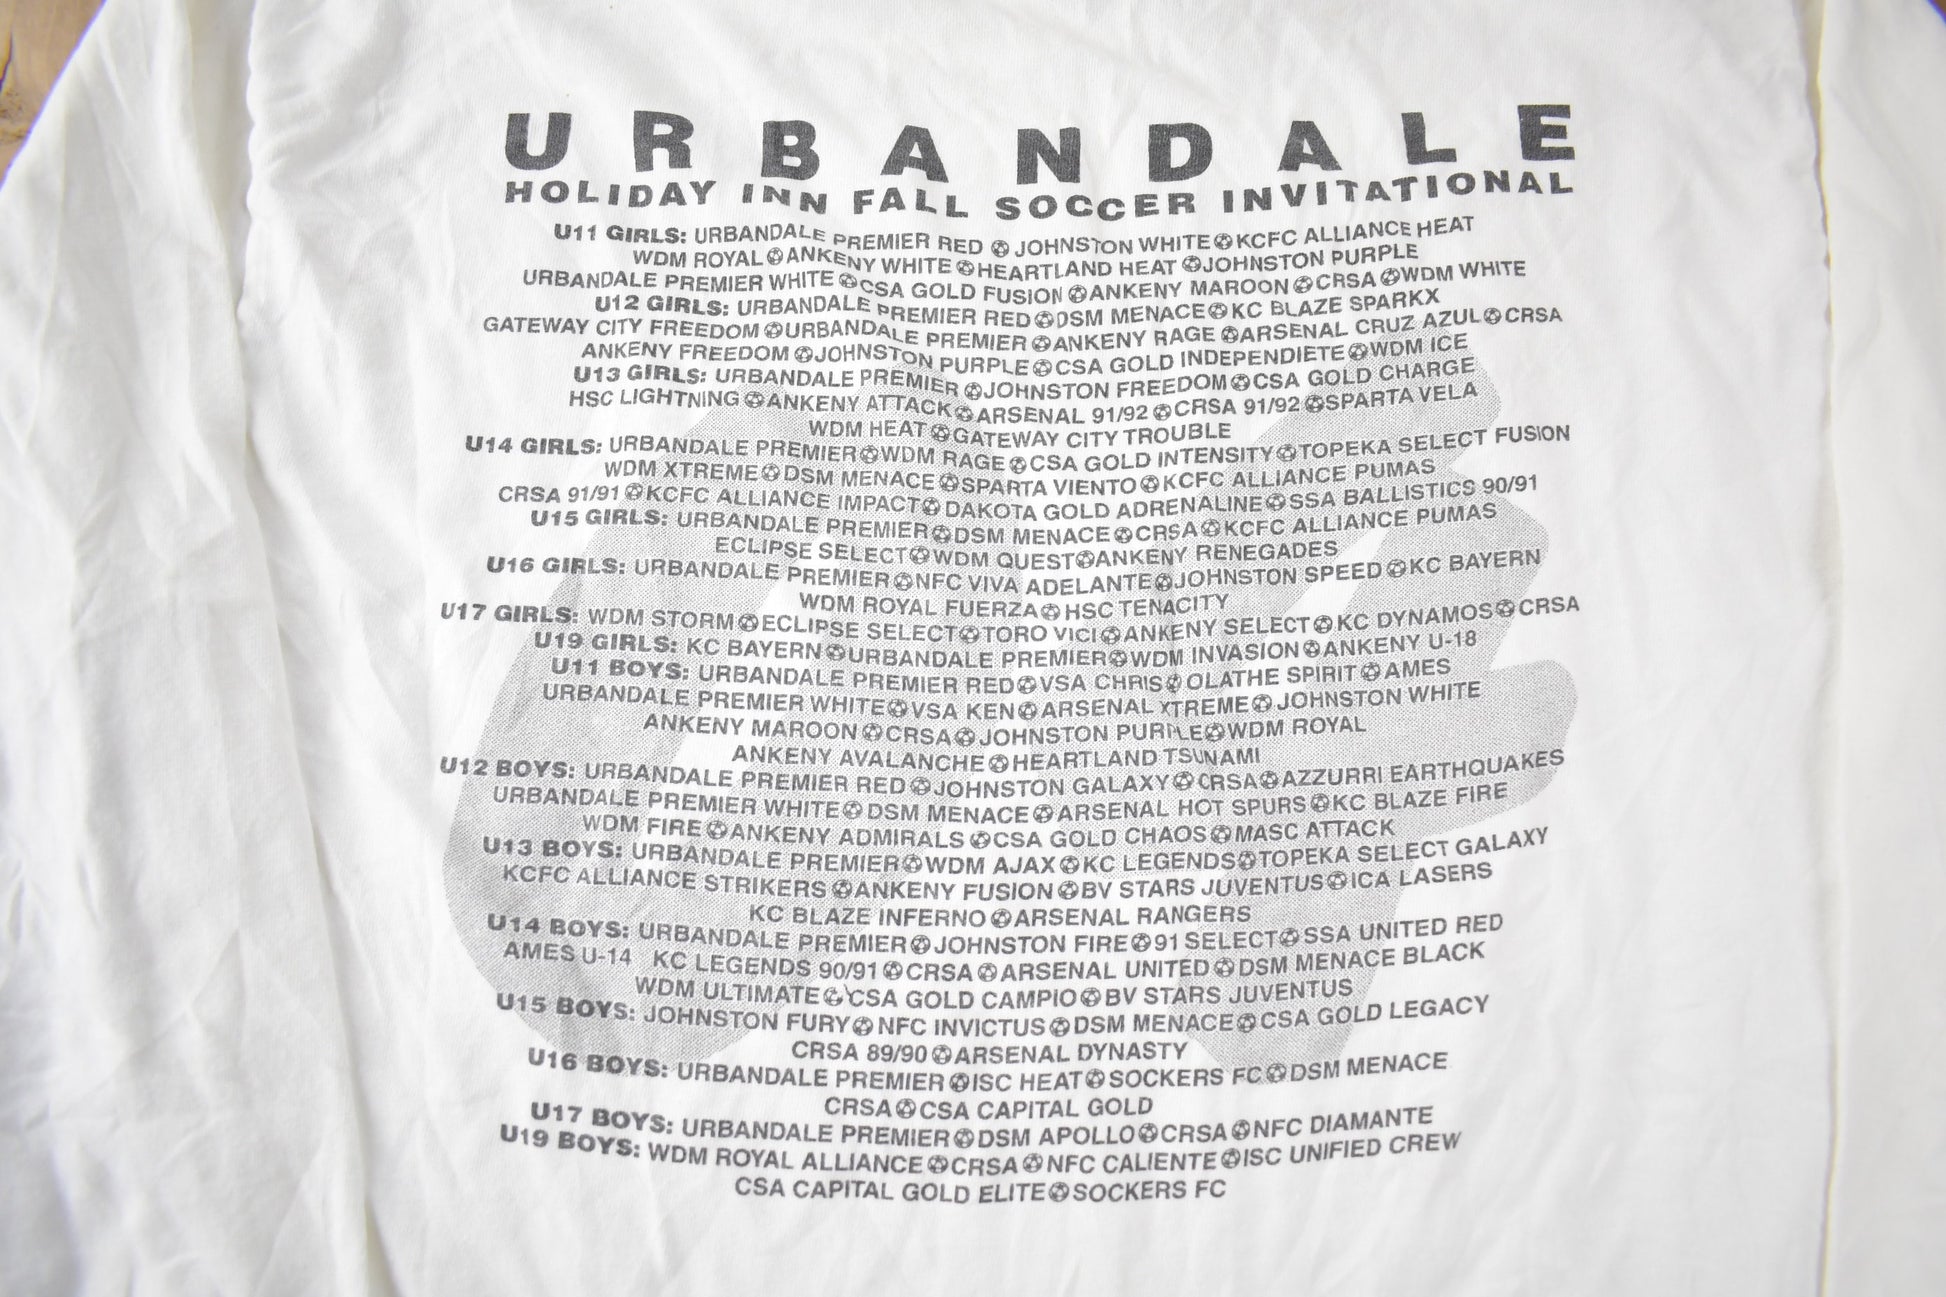 URBANDALE
HOLIDAY INN FALL SOCCER INVITATIONAL
U11 GIRLS: URBANDALE PREMIER RED JOHNSTON WHITE KCFC ALLIANCE HEAT
WDM ROYAL ANKENY WHITE HEARTLAND HEAT JOHNSTON PURPLE
URBANDALE PREMIER WHITE CSA GOLD FUSION ANKENY MAROON CRSA WDM WHITE
U12 GIRLS: URBANDALE PREMIER RED DSM MENACE KC BLAZE SPARKX
GATEWAY CITY FREEDOM URBANDALE PREMIER ANKENY RAGE ARSENAL CRUZ AZUL CRSA
ANKENY FREEDOM JOHNSTON PURPLE CSA GOLD INDEPENDIETE WDM ICE
U13 GIRLS: URBANDALE PREMIER JOHNSTON FREEDOM CSA GOLD CHARGE
HSC LIGHTNING ANKENY ATTACK ARSENAL 91/92 CRSA 91/92 SPARTA VELA
WDM HEAT GATEWAY CITY TROUBLE
U14 GIRLS: URBANDALE PREMIER WDM RAGE CSA GOLD INTENSITY TOPEKA SELECT FUSION
WDM XTREME DSM MENACE SPARTA VIENTO KCFC ALLIANCE PUMAS
CRSA 91/91 KCFC ALLIANCE IMPACT DAKOTA GOLD ADRENALINE SSA BALLISTICS 90/91
U15 GIRLS: URBANDALE PREMIER DSM MENACE CRSA KCFC ALLIANCE PUMAS
ECLIPSE SELECT WDM QUEST ANKENY RENEGADES
U16 GIRLS: URBANDALE PREMIER NFC VIVA ADELANTE JOHNSTON SPEED KC BAYERN
WDM ROYAL FUERZA HSC TENACITY
U17 GIRLS: WDM STORM ECLIPSE SELECT TORO VICI ANKENY SELECT KC DYNAMOS CRSA
U19 GIRLS: KC BAYERN URBANDALE PREMIER WDM INVASION ANKENY U-18
U11 BOYS: URBANDALE PREMIER RED VSA CHRIS OLATHE SPIRIT AMES
URBANDALE PREMIER WHITE VSA KEN ARSENAL XTREME JOHNSTON WHITE
ANKENY MAROON CRSA JOHNSTON PURPLE WDM ROYAL
ANKENY AVALANCHE HEARTLAND TSUNAMI
U12 BOYS: URBANDALE PREMIER RED JOHNSTON GALAXY CRSA AZZURRI EARTHQUAKES
URBANDALE PREMIER WHITE DSM MENACE ARSENAL HOT SPURS KC BLAZE FIRE
WDM FIRE ANKENY ADMIRALS CSA GOLD CHAOS MASC ATTACK
U13 BOYS: URBANDALE PREMIER WDM AJAX KC LEGENDS TOPEKA SELECT GALAXY
KCFC ALLIANCE STRIKERS ANKENY FUSION BV STARS JUVENTUS ICA LASERS
KC BLAZE INFERNO ARSENAL RANGERS
U14 BOYS: URBANDALE PREMIER JOHNSTON FIRE 91 SELECT SSA UNITED RED
AMES U-14 KC LEGENDS 90/91 CRSA ARSENAL UNITED DSM MENACE BLACK
WDM ULTIMATE CSA GOLD CAMPIO BV STARS JUVENTUS
U15 BOYS: JOHNSTON FURY NFC INVICTUS DSM MENACE CSA GOLD LEGACY
CRSA 89/90 ARSENAL DYNASTY
U16 BOYS: URBANDALE PREMIER ISC HEAT SOCKERS FC DSM MENACE
CRSA CSA CAPITAL GOLD
U17 BOYS: URBANDALE PREMIER DSM APOLLO CRSA NFC DIAMANTE
U19 BOYS: WDM ROYAL ALLIANCE CRSA NFC CALIENTE ISC UNIFIED CREW
CSA CAPITAL GOLD ELITE SOCKERS FC